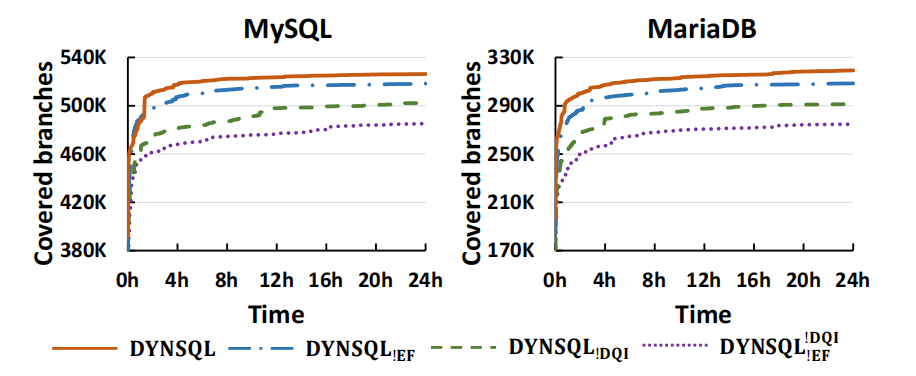 MySQL
MariaDB
Covered branches
540K
500K
460K
420K
380K
0h 4h 8h 12h 16h 20h 24h
Time
Covered branches
330K
290K
250K
210K
170K
0h 4h 8h 12h 16h 20h 24h
Time
DYNSQL DYNSQL!EF DYNSQL!DQI DYNSQL!DQI!EF